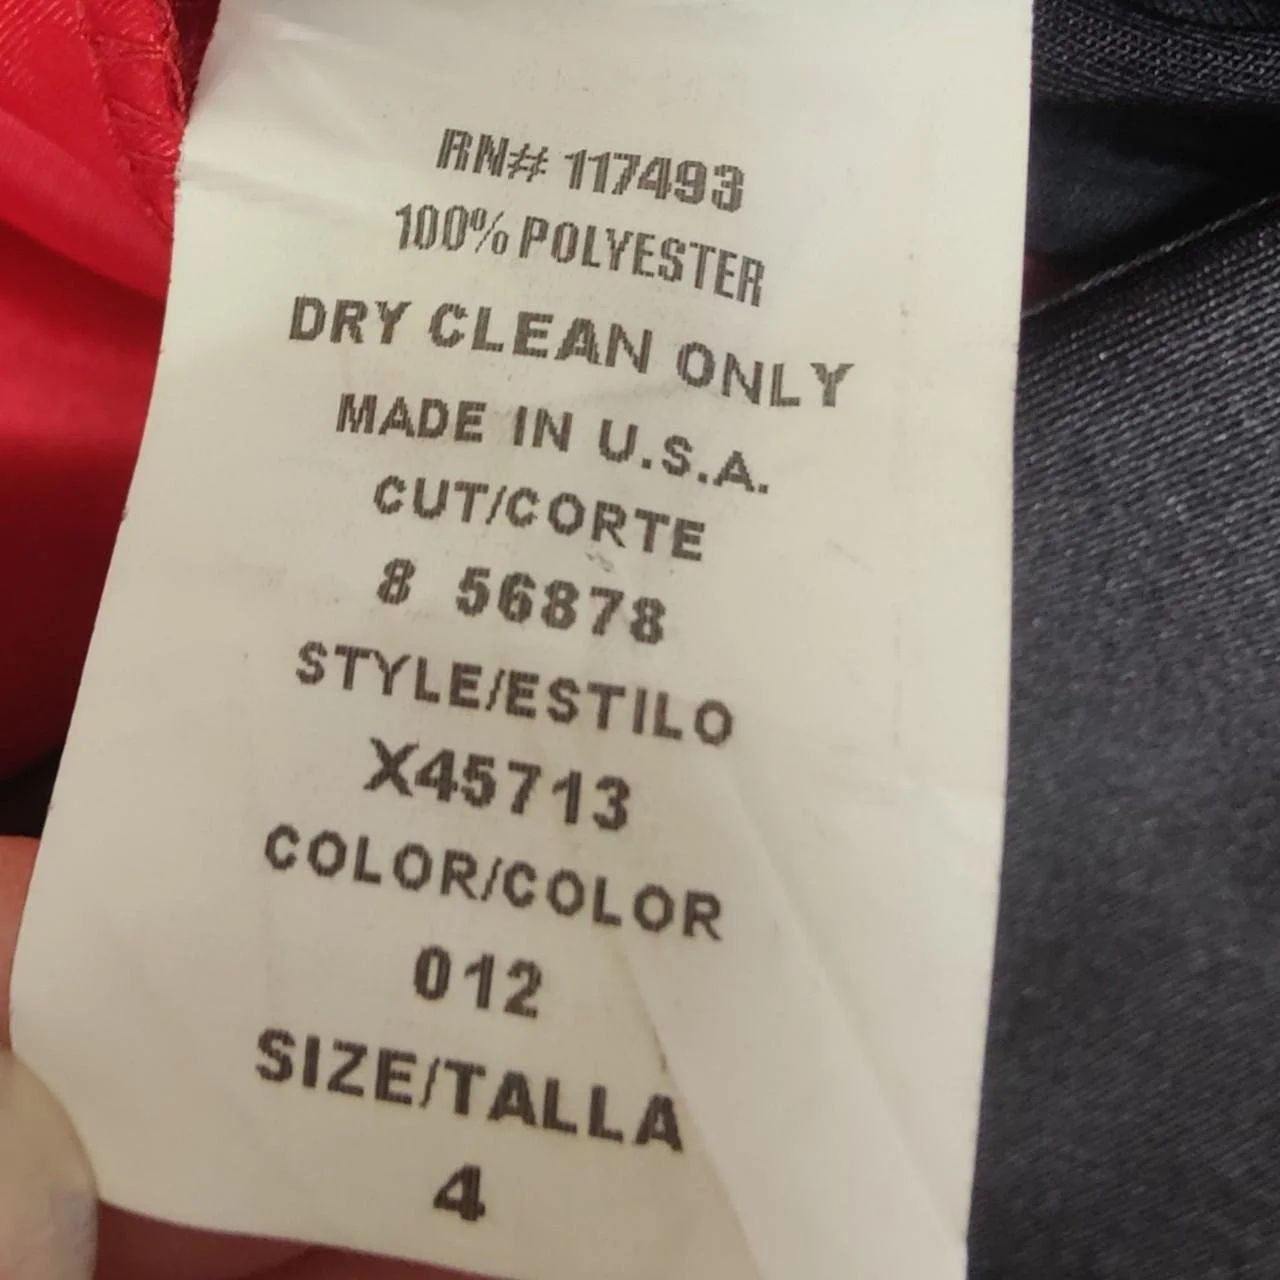 RN# 117493
100% POLYESTER
DRY CLEAN ONLY
MADE IN U.S.A.
CUT/CORTE
8 56878
STYLE/ESTILO
X45713
COLOR/COLOR
012
SIZE/TALLA
4